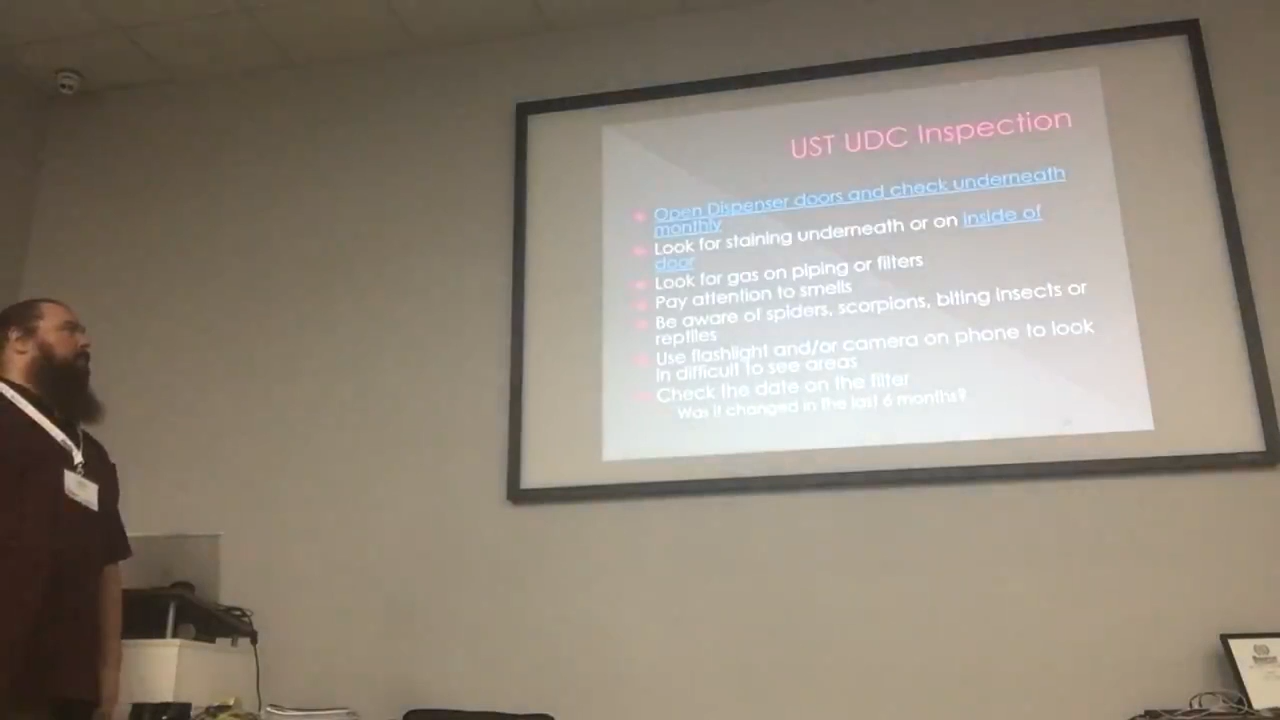 UST UDC Inspection
Open Dispenser doors and check underneath
monthly
Look for staining underneath or on inside of
door
Look for gas on piping or filters
Pay attention to smells
Be aware of spiders, scorpions, biting insects or
reptiles
Use flashlight and/or camera on phone to look
in difficult to see areas
Check the date on the filter
Was it changed in the last 6 months?